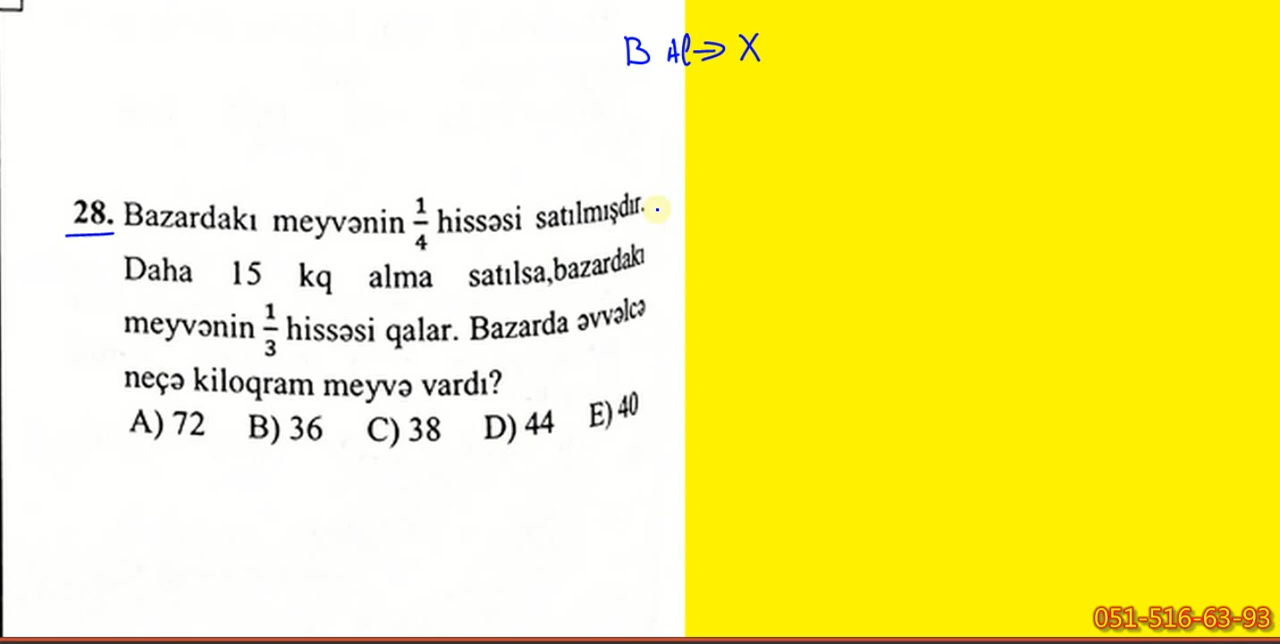 B Al⇒ X
28. Bazardakı meyvənin 1/4 hissəsi satılmışdır.
Daha 15 kq alma satılsa,bazardakı
meyvənin 1/3 hissəsi qalar. Bazarda əvvəlcə
neçə kiloqram meyvə vardı?
A) 72 B) 36 C) 38 D) 44 E) 40
051-516-63-93